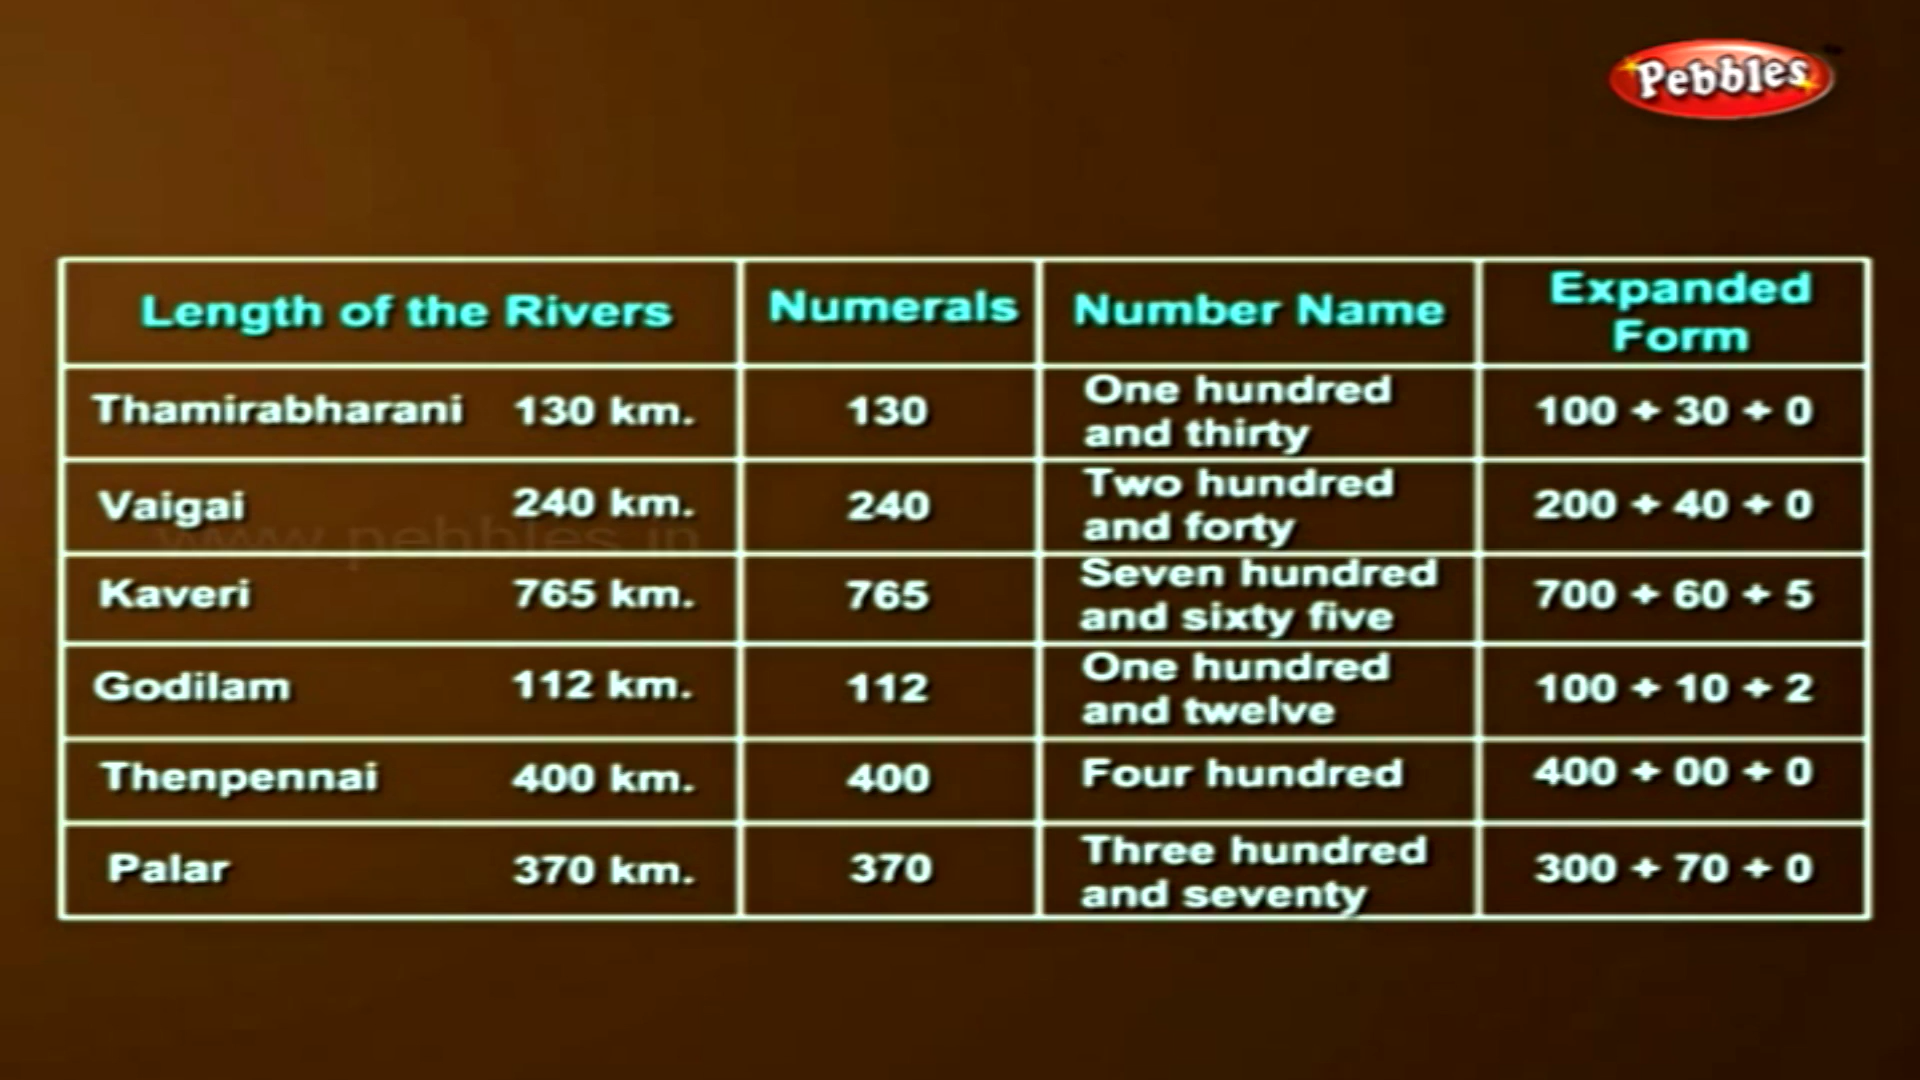 Pebbles
Length of the Rivers Numerals Number Name Expanded Form
Thamirabharani 130 km. 130 One hundred and thirty 100 + 30 + 0
Vaigai 240 km. 240 Two hundred and forty 200 + 40 + 0
www.pebbles.in
Kaveri 765 km. 765 Seven hundred and sixty five 700 + 60 + 5
Godilam 112 km. 112 One hundred and twelve 100 + 10 + 2
Thenpennai 400 km. 400 Four hundred 400 + 00 + 0
Palar 370 km. 370 Three hundred and seventy 300 + 70 + 0